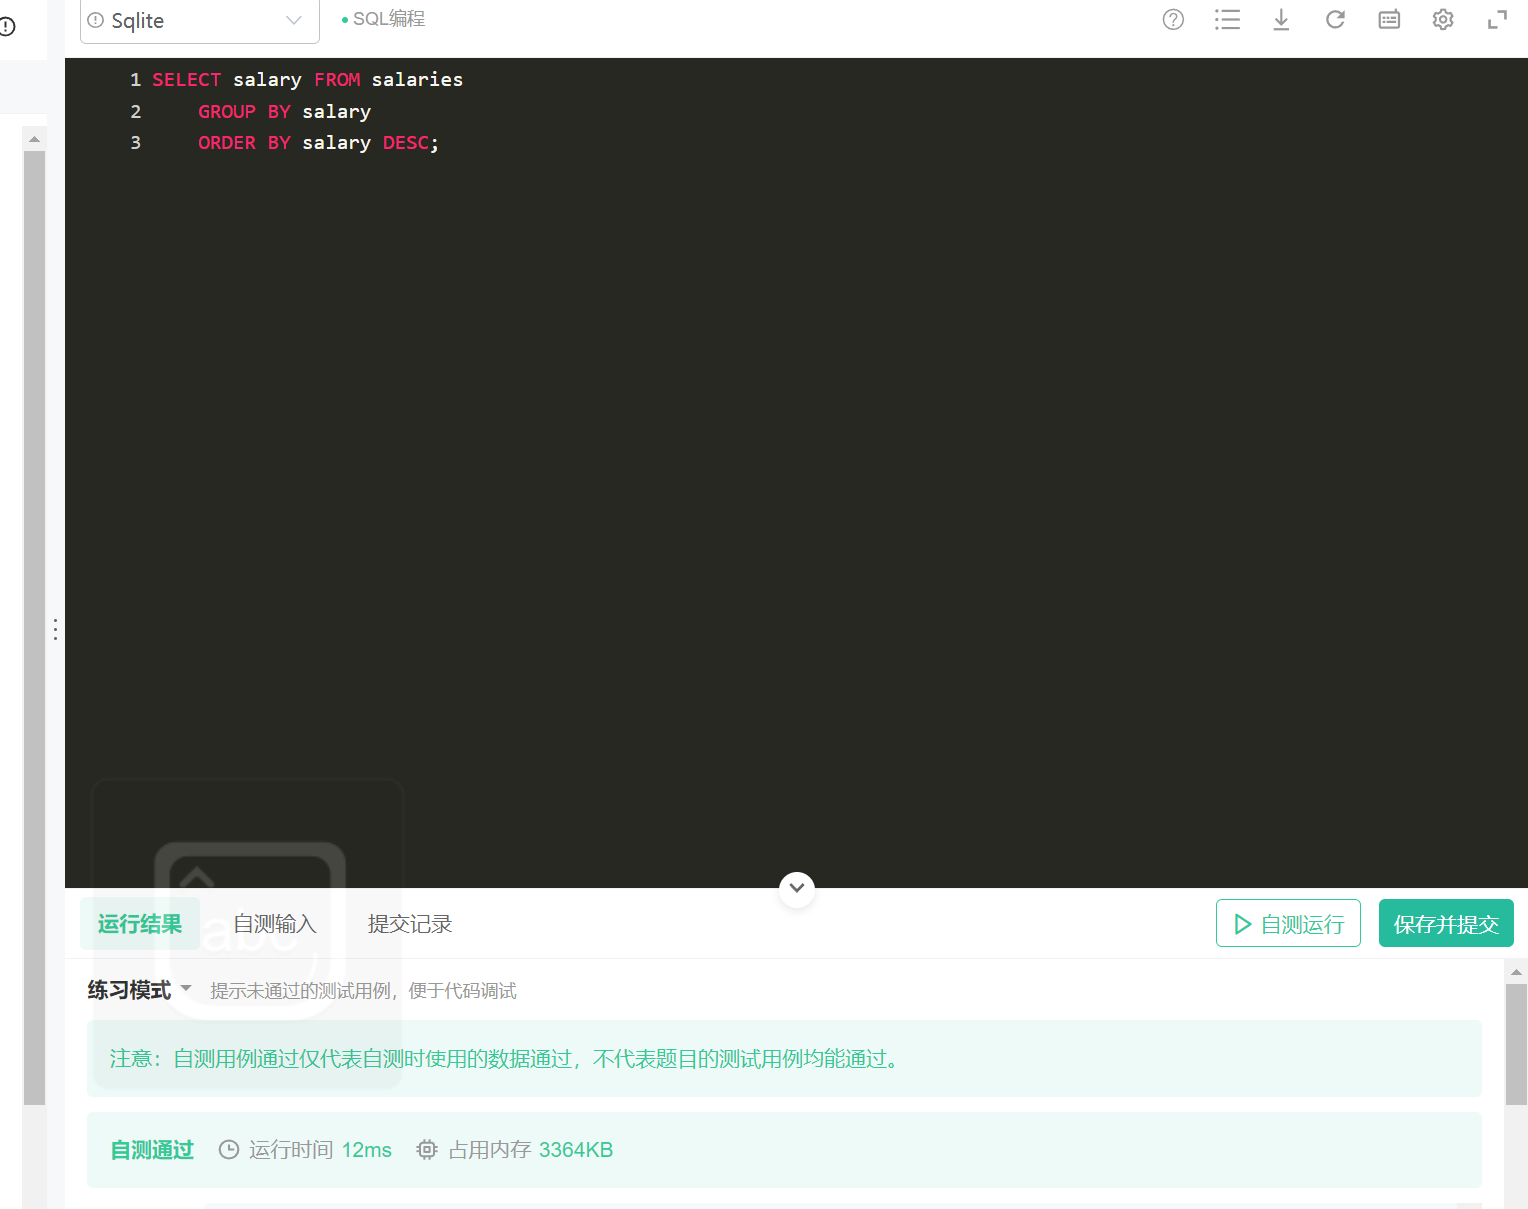 Sqlite
SQL编程
1 SELECT salary FROM salaries
2 GROUP BY salary
3 ORDER BY salary DESC;
abc
运行结果
自测输入
提交记录
自测运行
保存并提交
练习模式
提示未通过的测试用例，便于代码调试
注意：自测用例通过仅代表自测时使用的数据通过，不代表题目的测试用例均能通过。
自测通过 运行时间 12ms 占用内存 3364KB